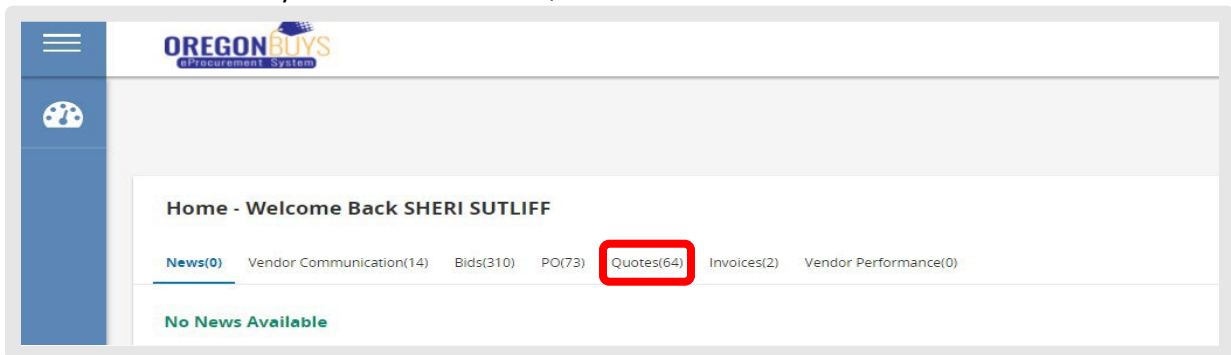 OREGONBUYS
eProcurement System
Home - Welcome Back SHERI SUTLIFF
News(0) Vendor Communication(14) Bids(310) PO(73) Quotes(64) Invoices(2) Vendor Performance(0)
No News Available